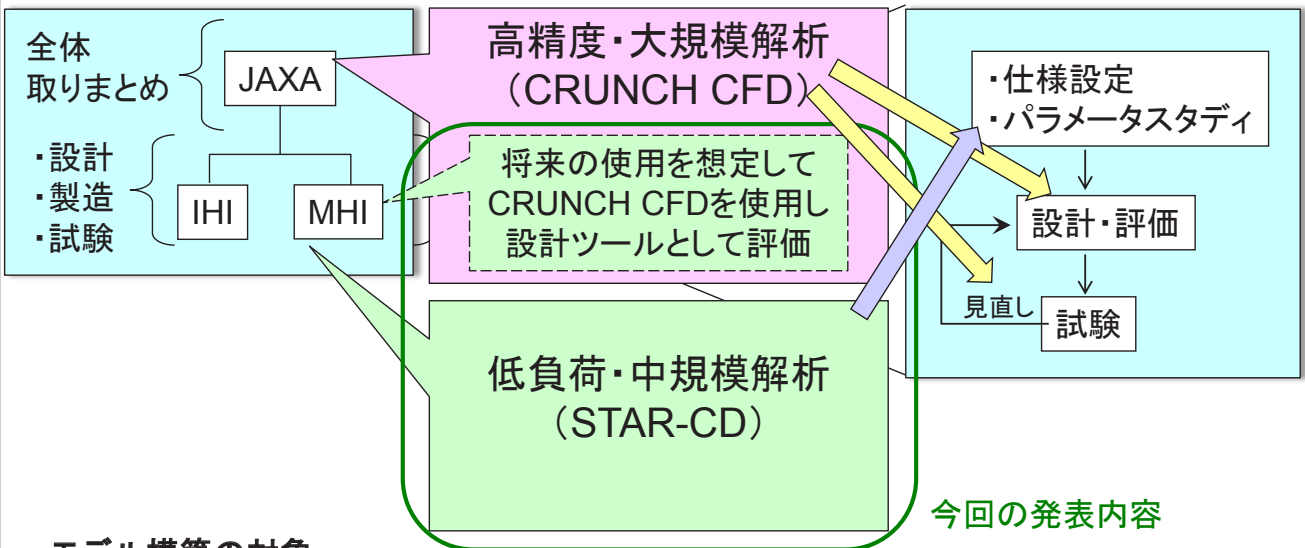 全体
取りまとめ
JAXA
・設計
・製造
・試験
IHI
MHI
高精度・大規模解析
（CRUNCH CFD）
将来の使用を想定して
CRUNCH CFDを使用し
設計ツールとして評価
低負荷・中規模解析
（STAR-CD）
・仕様設定
・パラメータスタディ
設計・評価
見直し
試験
今回の発表内容